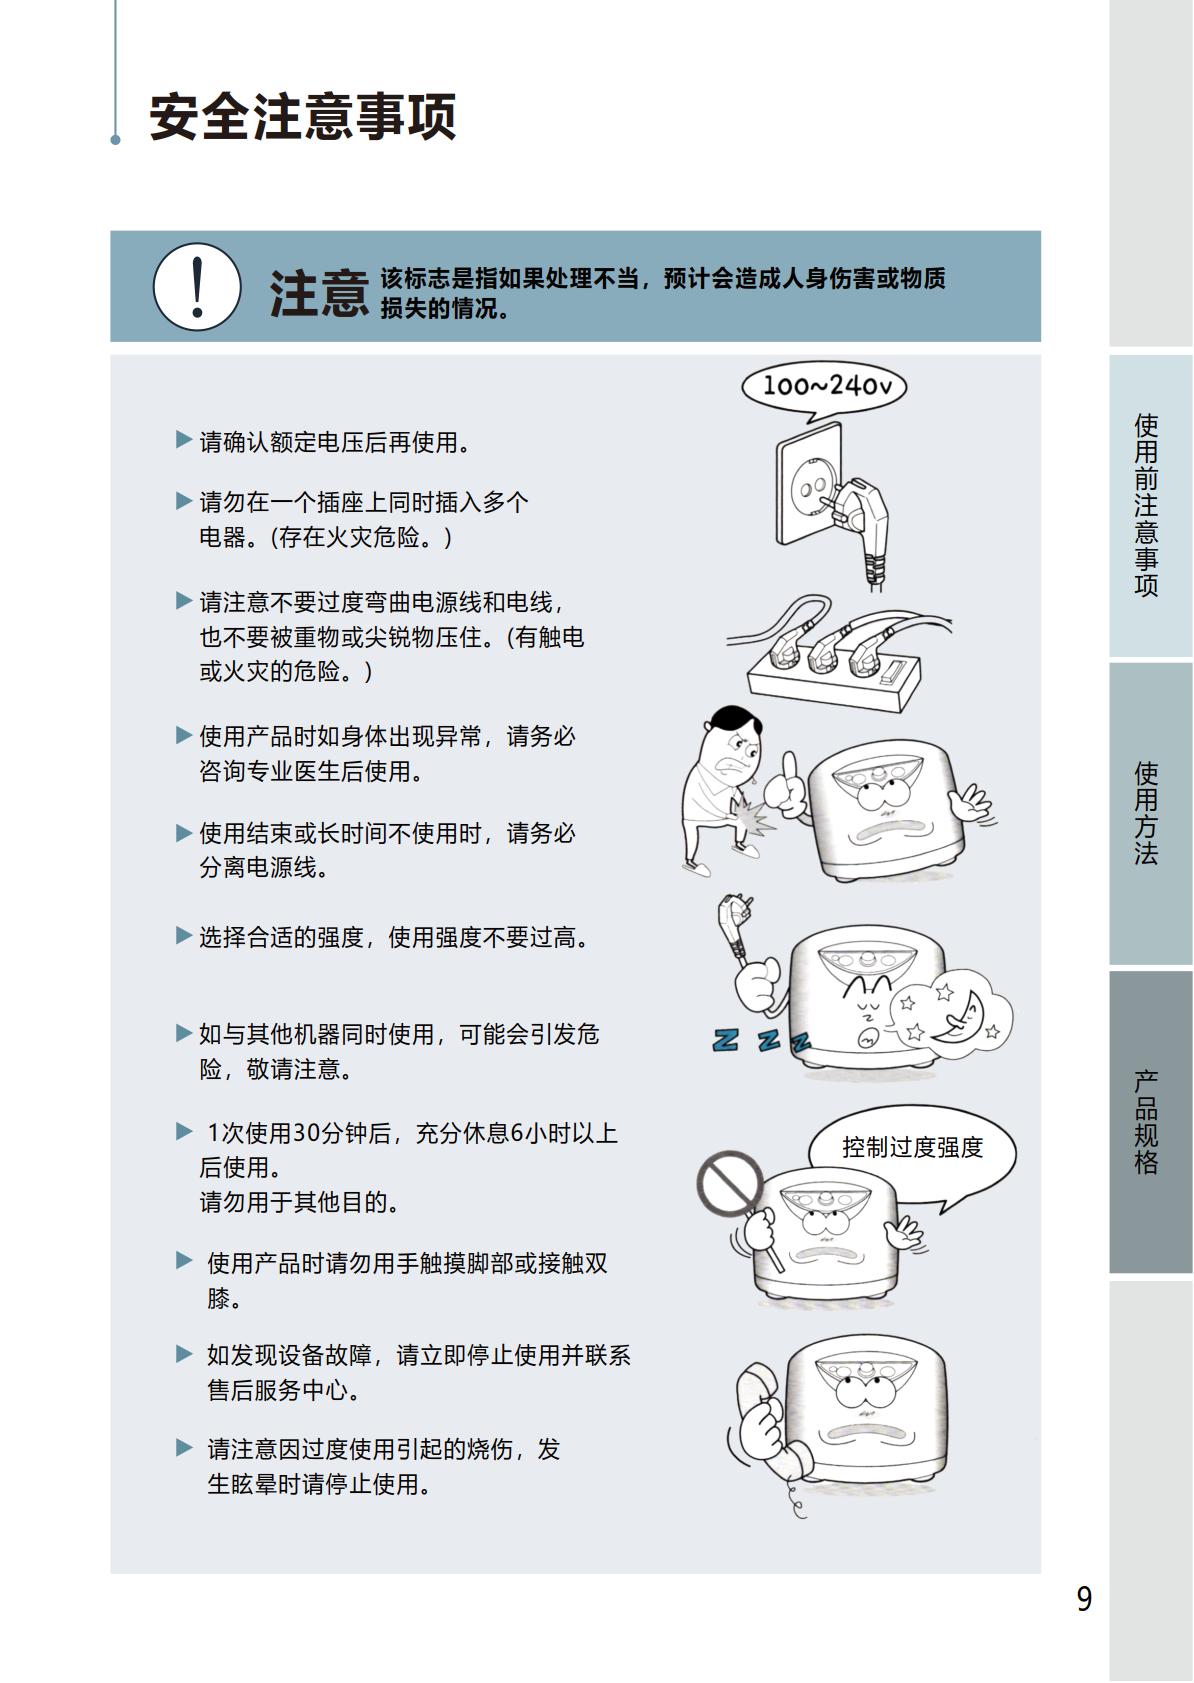 安全注意事项
注意
该标志是指如果处理不当，预计会造成人身伤害或物质
损失的情况。
请确认额定电压后再使用。
请勿在一个插座上同时插入多个
电器。(存在火灾危险。)
请注意不要过度弯曲电源线和电线，
也不要被重物或尖锐物压住。(有触电
或火灾的危险。)
使用产品时如身体出现异常，请务必
咨询专业医生后使用。
使用结束或长时间不使用时，请务必
分离电源线。
选择合适的强度，使用强度不要过高。
如与其他机器同时使用，可能会引发危
险，敬请注意。
1次使用30分钟后，充分休息6小时以上
后使用。
请勿用于其他目的。
使用产品时请勿用手触摸脚部或接触双
膝。
如发现设备故障，请立即停止使用并联系
售后服务中心。
请注意因过度使用引起的烧伤，发
生眩晕时请停止使用。
100~240v
z z z
控制过度强度
使用前注意事项
使用方法
产品规格
9